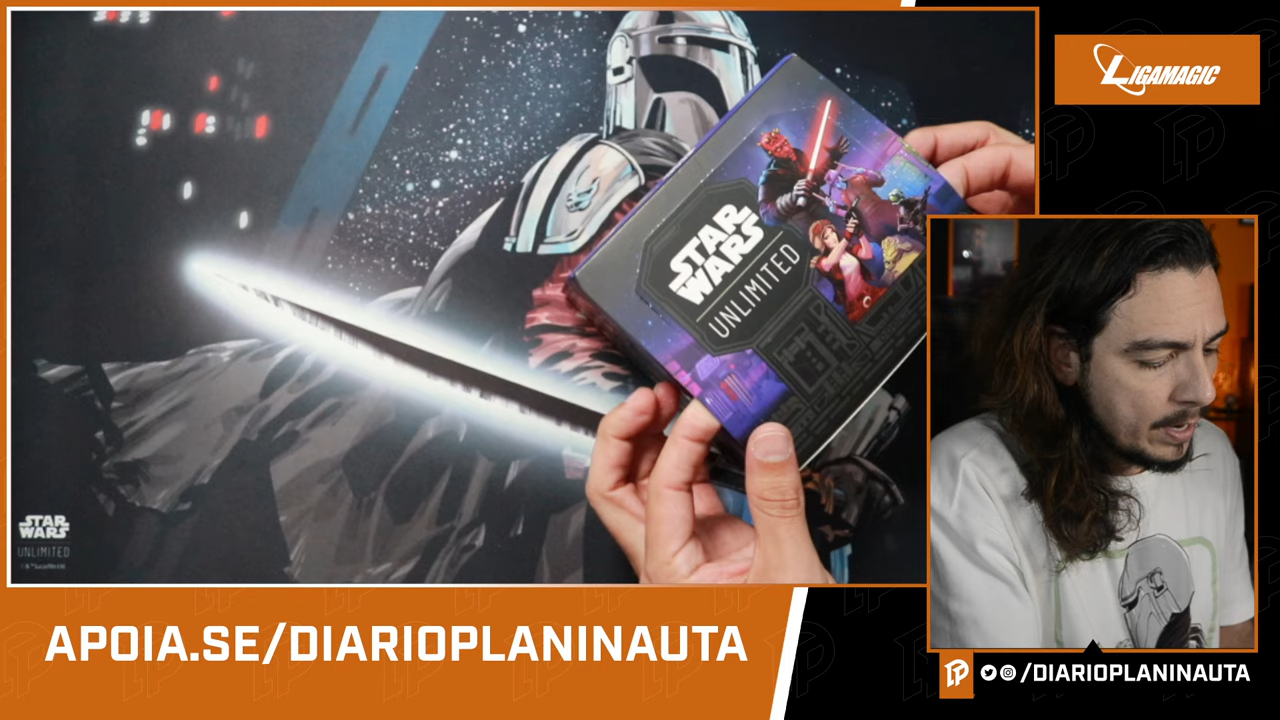 LIGAMAGIC
STAR
WARS
UNLIMITED
STAR
WARS
UNLIMITED
APOIA.SE/DIARIOPLANINAUTA
/DIARIOPLANINAUTA